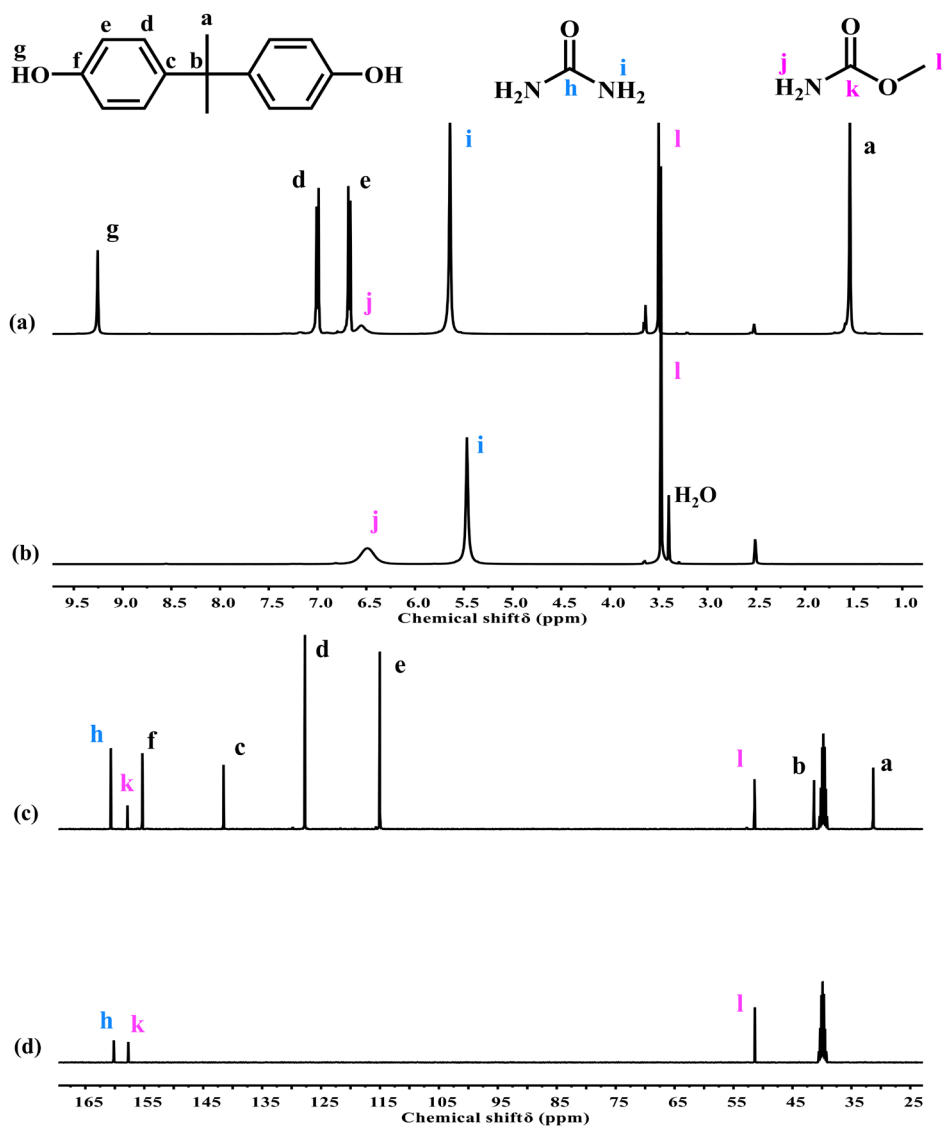 a
e d O
g f c b i j O l
HO OH H₂N h NH₂ H₂N k O
i l a
d e
g
j
(a)
l
i
H₂O
j
(b)
9.5 9.0 8.5 8.0 7.5 7.0 6.5 6.0 5.5 5.0 4.5 4.0 3.5 3.0 2.5 2.0 1.5 1.0
Chemical shiftδ (ppm)
d
e
h f c l b a
k
(c)
h k l
(d)
165 155 145 135 125 115 105 95 85 75 65 55 45 35 25
Chemical shiftδ (ppm)